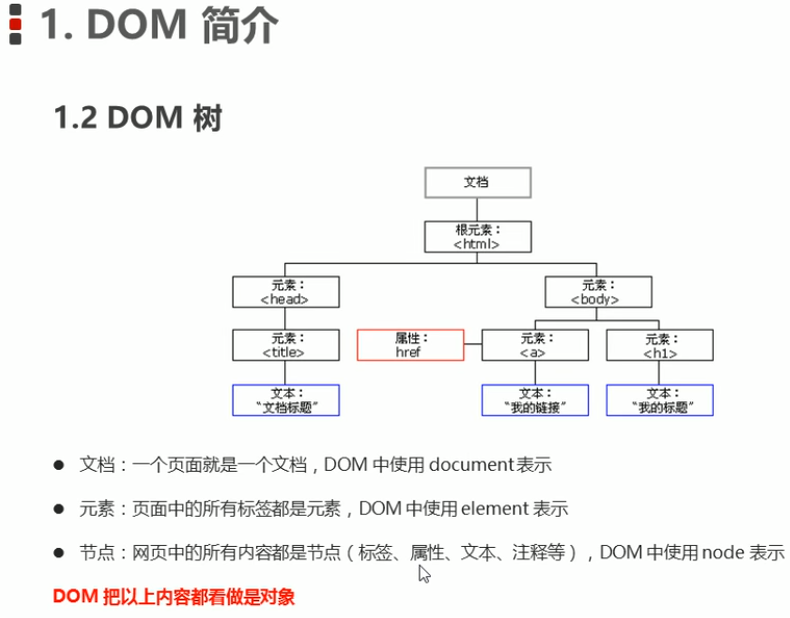 1. DOM 简介
1.2 DOM 树
文档
根元素：
<html>
元素：
<head>
元素：
<body>
元素：
<title>
属性：
href
元素：
<a>
元素：
<h1>
文本：
“文档标题”
文本：
“我的链接”
文本：
“我的标题”
● 文档：一个页面就是一个文档，DOM 中使用 document 表示
● 元素：页面中的所有标签都是元素，DOM 中使用 element 表示
● 节点：网页中的所有内容都是节点（标签、属性、文本、注释等），DOM 中使用 node 表示
DOM 把以上内容都看做是对象